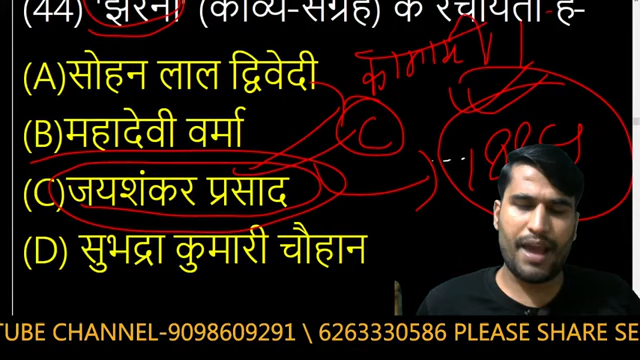 (44) 'झरना' (काव्य-संग्रह) के रचयिता है-
(A)सोहन लाल द्विवेदी
(B)महादेवी वर्मा
(C)जयशंकर प्रसाद
(D) सुभद्रा कुमारी चौहान
C
TUBE CHANNEL-9098609291 \ 6263330586 PLEASE SHARE SE